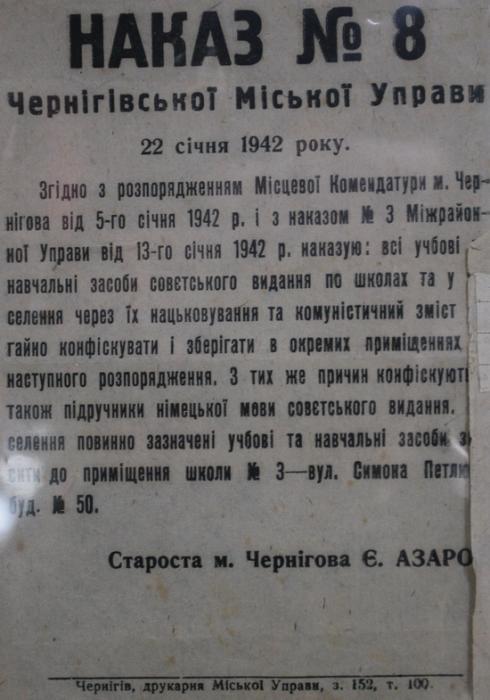 НАКАЗ № 8
Чернігівської Міської Управи
22 січня 1942 року.
Згідно з розпорядженням Місцевої Комендатури м. Чер-
нігова від 5-го січня 1942 р. і з наказом № 3 Міжрайон-
ної Управи від 13-го січня 1942 р. наказую: всі учбові
навчальні засоби совєтського видання по школах та у
селення через їх нацьковування та комуністичний зміст
гайно конфіскувати і зберігати в окремих приміщеннях
наступного розпорядження. З тих же причин конфіскуют
також підручники німецької мови совєтського видання.
селення повинно зазначені учбові та навчальні засоби з
сити до приміщення школи № 3—вул. Симона Петлю
буд. № 50.
Староста м. Чернігова Є. АЗАРО
Чернігів, друкарня Міської Управи, з. 152, т. 100.